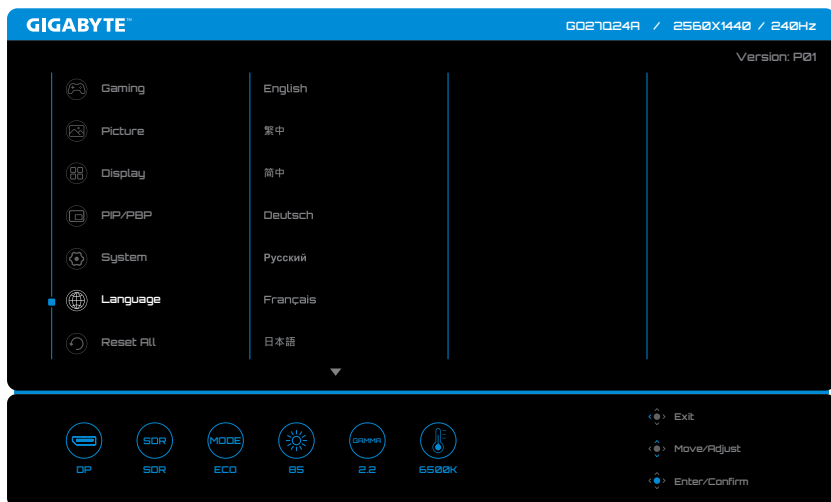 GIGABYTE™ GO27Q24A / 2560X1440 / 240Hz
Version: P01
Gaming English
Picture 繁中
Display 简中
PIP/PBP Deutsch
System Русский
Language Français
Reset All 日本語
Exit
SDR MODE GAMMA
Move/Adjust
DP SDR ECO 85 2.2 6500K
Enter/Confirm